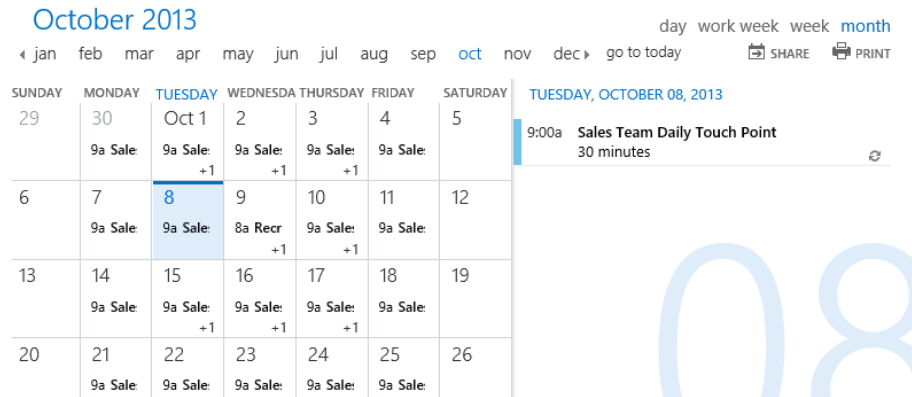 October 2013
day work week week month
jan feb mar apr may jun jul aug sep oct nov dec go to today SHARE PRINT
SUNDAY MONDAY TUESDAY WEDNESDA THURSDAY FRIDAY SATURDAY
29 30 Oct 1 2 3 4 5
9a Sale 9a Sale 9a Sale 9a Sale 9a Sale
+1 +1 +1
6 7 8 9 10 11 12
9a Sale 9a Sale 8a Recr 9a Sale 9a Sale
+1 +1
13 14 15 16 17 18 19
9a Sale 9a Sale 9a Sale 9a Sale 9a Sale
+1 +1 +1
20 21 22 23 24 25 26
9a Sale 9a Sale 9a Sale 9a Sale 9a Sale
TUESDAY, OCTOBER 08, 2013
9:00a Sales Team Daily Touch Point
30 minutes
08